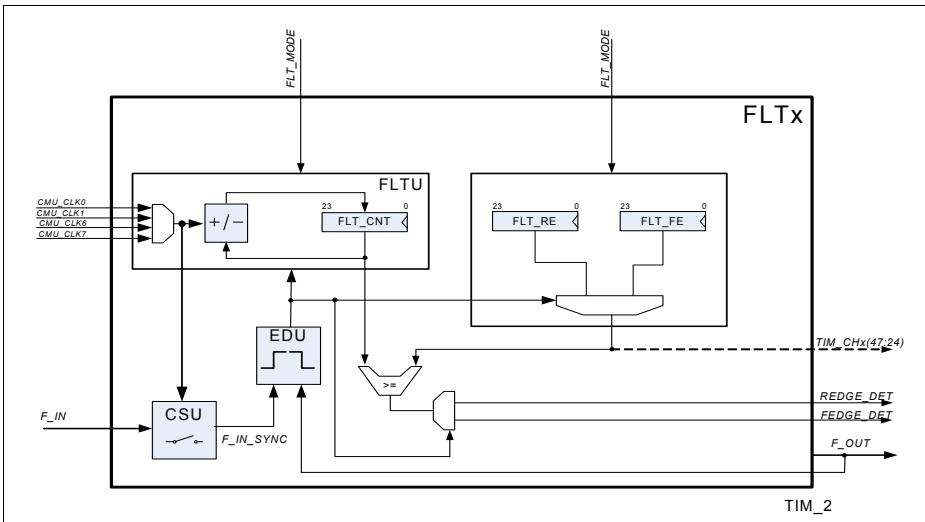 FLT_MODE
FLT_MODE
FLTx
FLTU
CMU_CLK0
CMU_CLK1
CMU_CLK6
CMU_CLK7
+/-
23 0
FLT_CNT
23 0
FLT_RE
23 0
FLT_FE
EDU
TIM_CHx(47:24)
>=
REDGE_DET
FEDGE_DET
F_IN
CSU
F_IN_SYNC
F_OUT
TIM_2